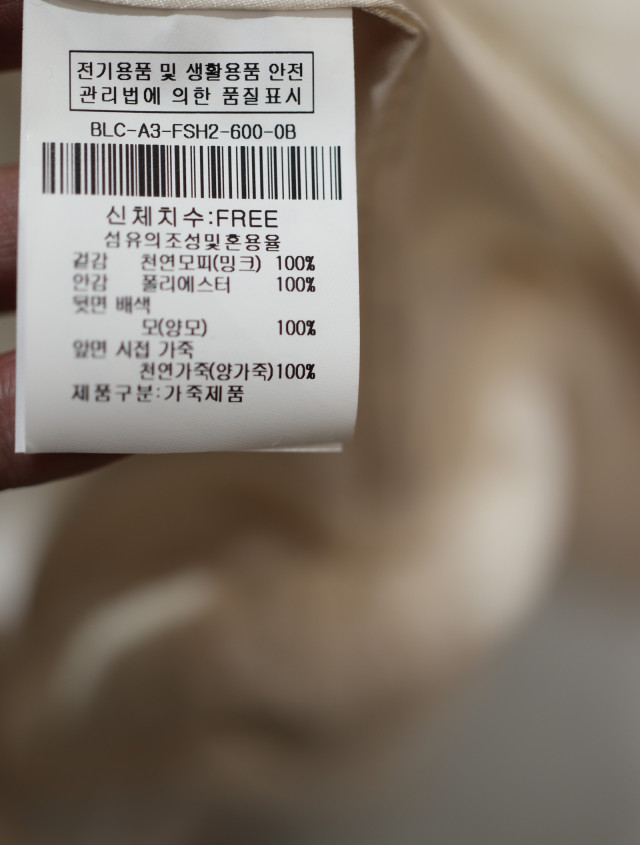 전기용품 및 생활용품 안전
관리법에 의한 품질표시
BLC-A3-FSH2-600-0B
신체치수:FREE
섬유의조성및혼용율
겉감 천연모피(밍크) 100%
안감 폴리에스터 100%
뒷면 배색
모(양모) 100%
앞면 시접 가죽
천연가죽(양가죽)100%
제품구분:가죽제품